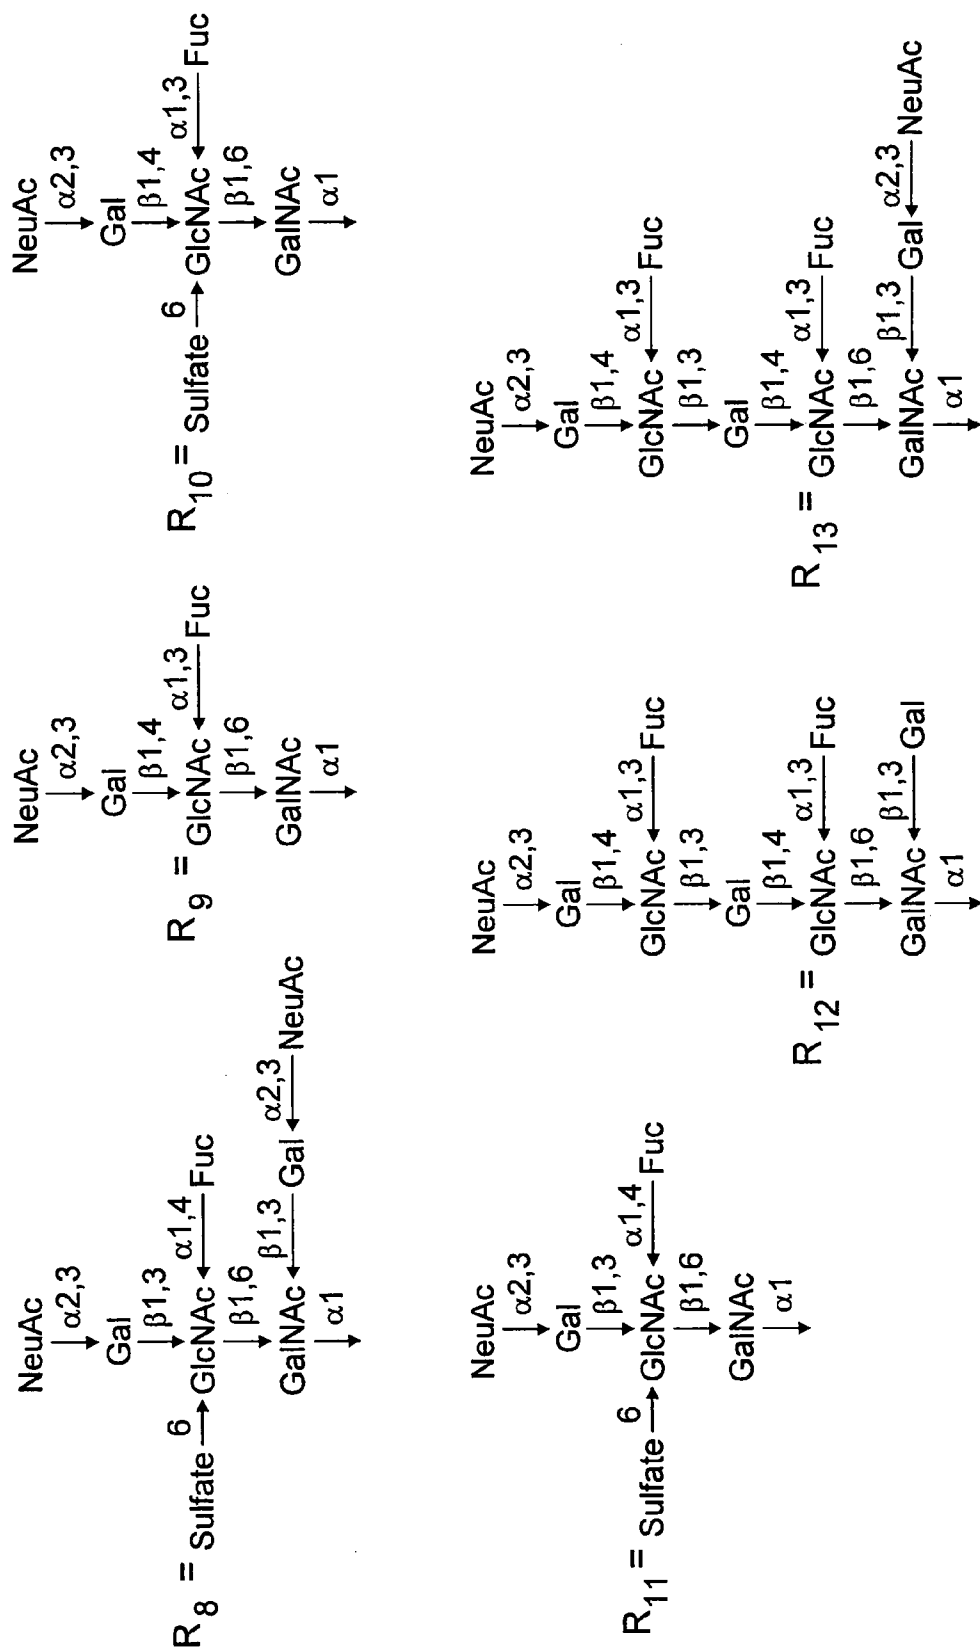 NeuAc
α2,3
Gal
β1,3 α1,4
R8 = Sulfate 6 GlcNAc Fuc
β1,6 β1,3 α2,3
GalNAc Gal NeuAc
α1
NeuAc
α2,3
Gal
β1,4 α1,3
R9 = GlcNAc Fuc
β1,6
GalNAc
α1
NeuAc
α2,3
Gal
β1,4 α1,3
R10 = Sulfate 6 GlcNAc Fuc
β1,6
GalNAc
α1
NeuAc
α2,3
Gal
β1,3 α1,4
R11 = Sulfate 6 GlcNAc Fuc
β1,6
GalNAc
α1
NeuAc
α2,3
Gal
β1,4 α1,3
GlcNAc Fuc
β1,3
Gal
β1,4 α1,3
R12 = GlcNAc Fuc
β1,6 β1,3
GalNAc Gal
α1
NeuAc
α2,3
Gal
β1,4 α1,3
GlcNAc Fuc
β1,3
Gal
β1,4 α1,3
R13 = GlcNAc Fuc
β1,6 β1,3 α2,3
GalNAc Gal NeuAc
α1